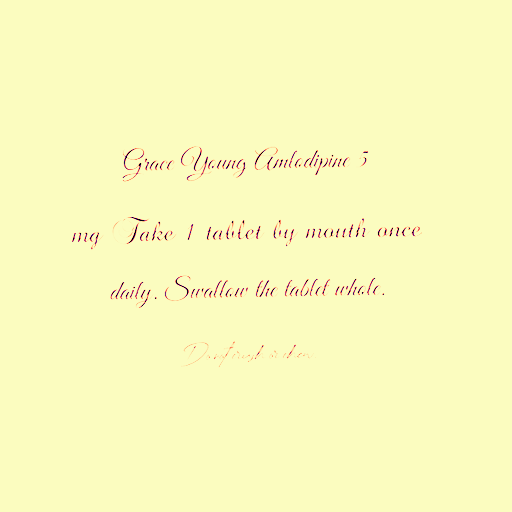 Grace Young Amlodipine 5
mg Take 1 tablet by mouth once
daily. Swallow the tablet whole.